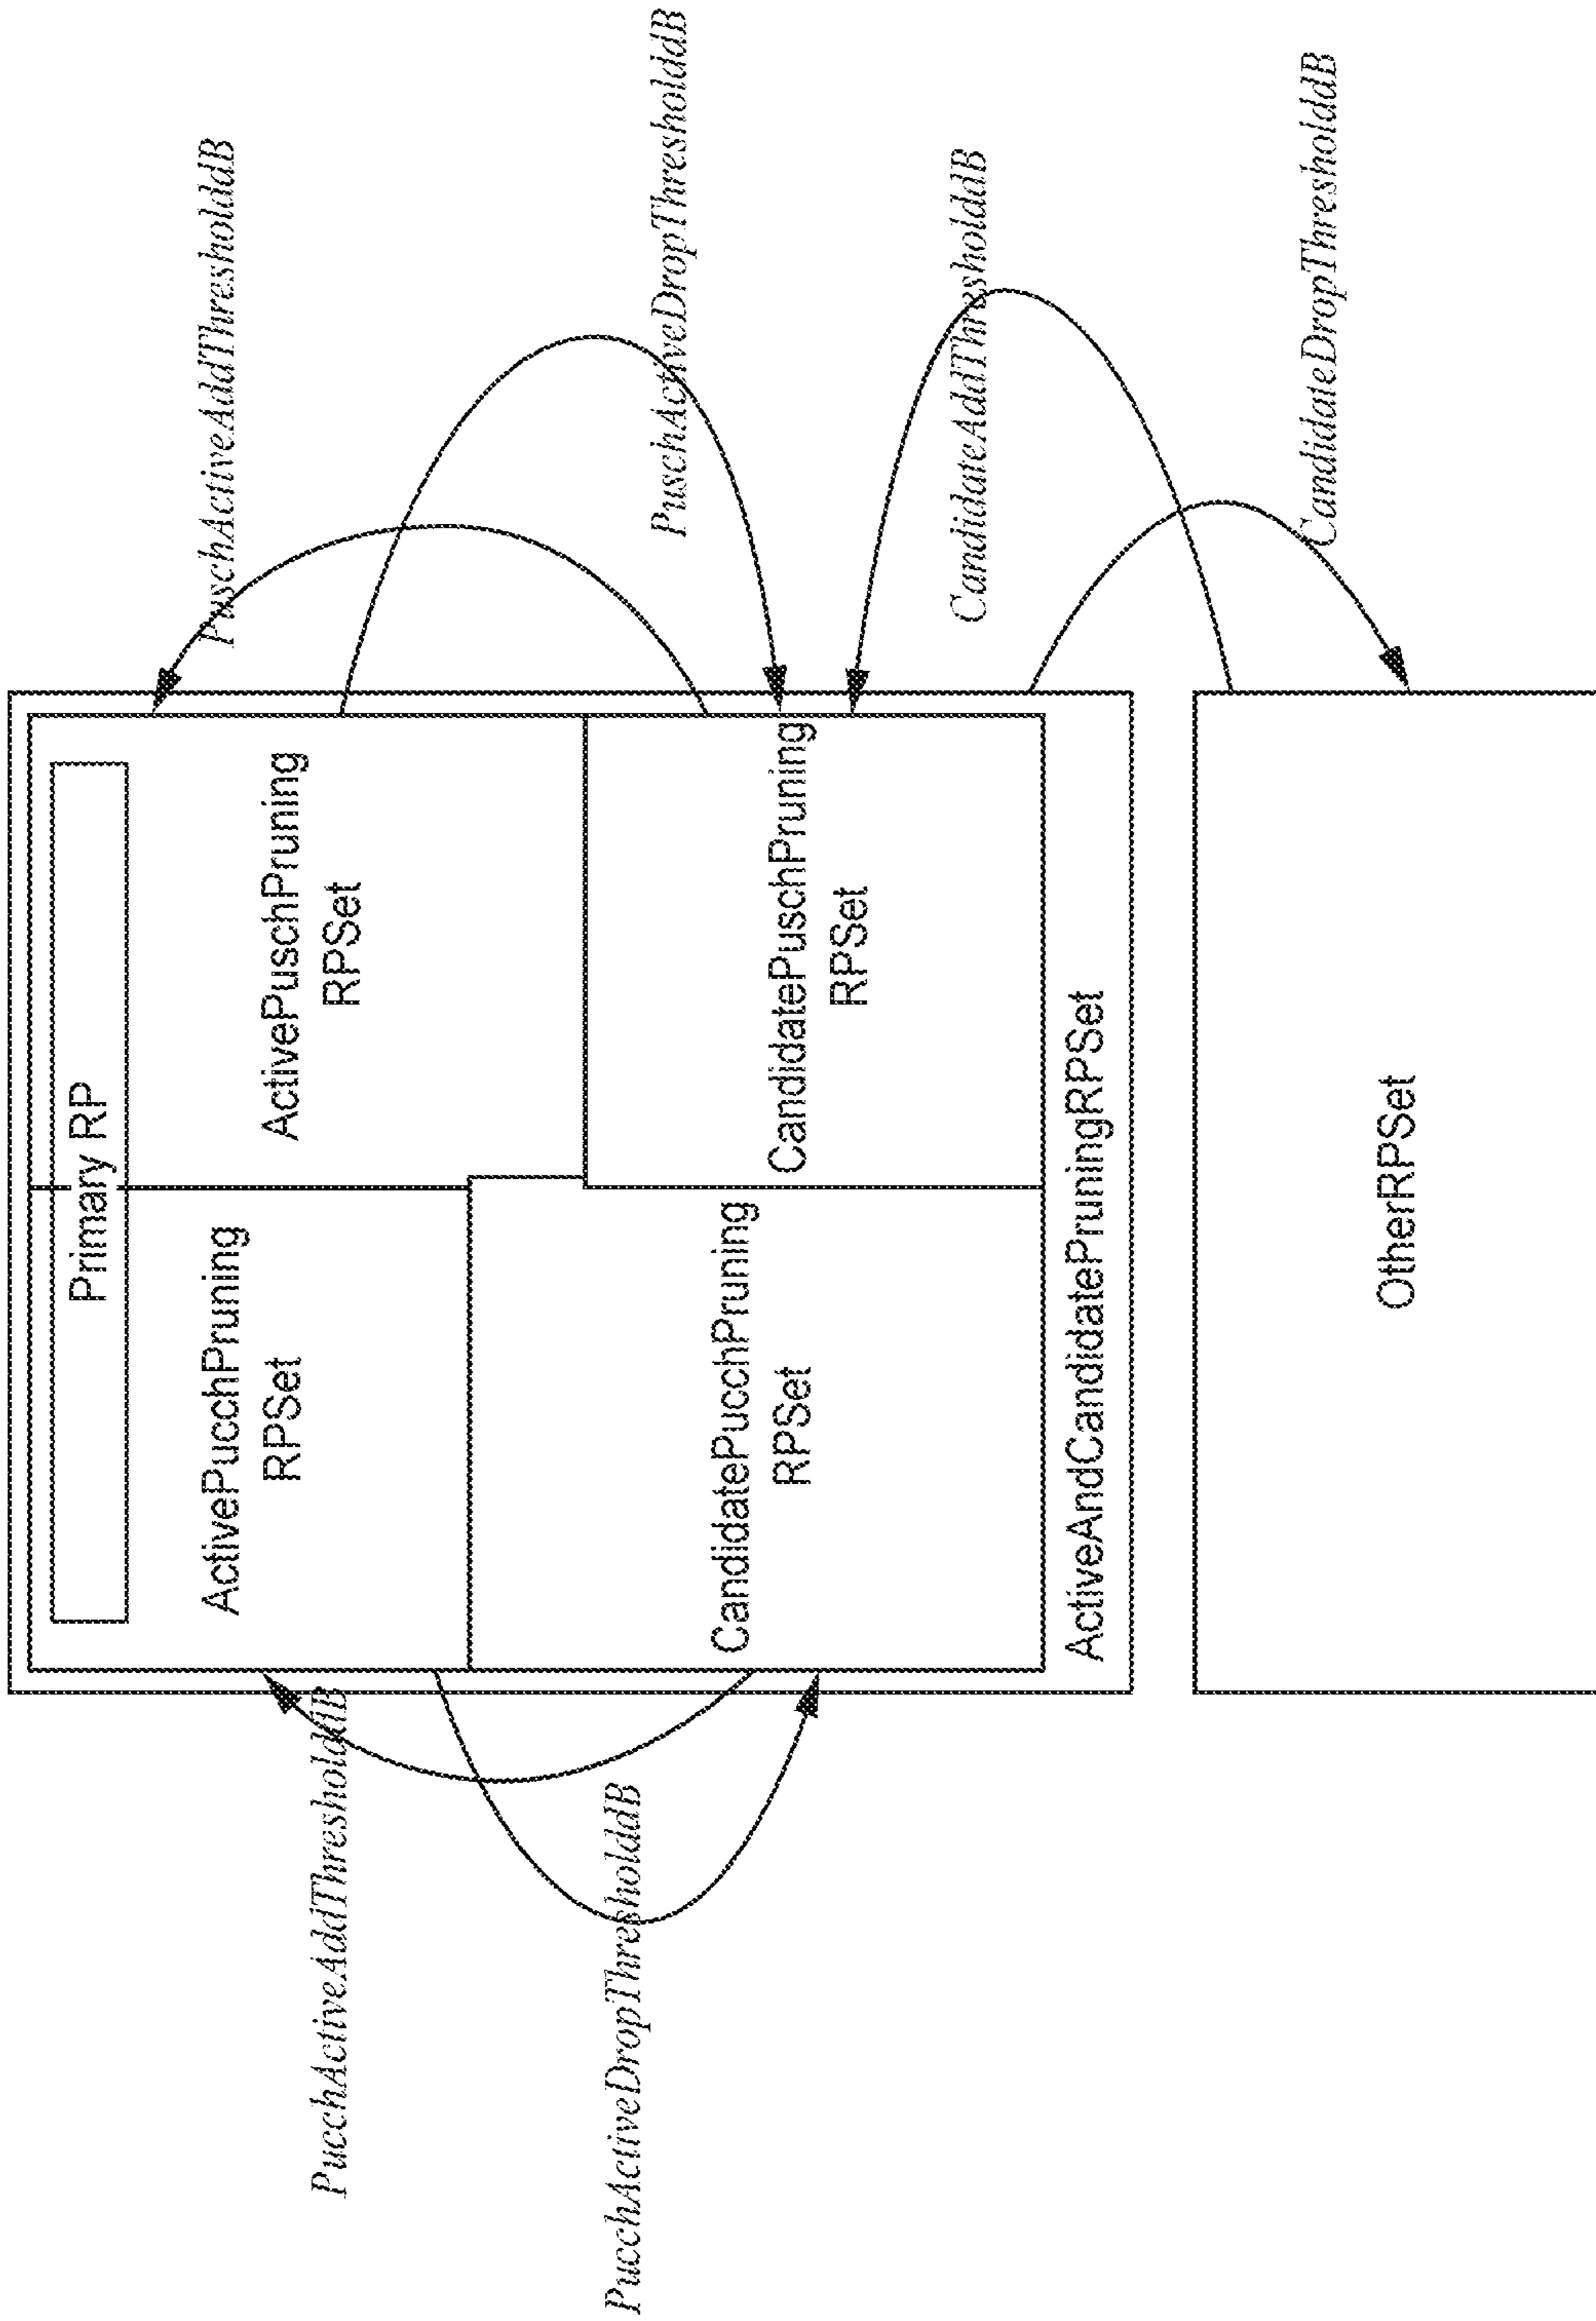 Primary RP
ActivePucchPruning
RPSet
ActivePuschPruning
RPSet
CandidatePucchPruning
RPSet
CandidatePuschPruning
RPSet
ActiveAndCandidatePruningRPSet
OtherRPSet
PucchActiveAddThresholddB
PucchActiveDropThresholddB
PuschActiveAddThresholddB
PuschActiveDropThresholddB
CandidateAddThresholddB
CandidateDropThresholddB